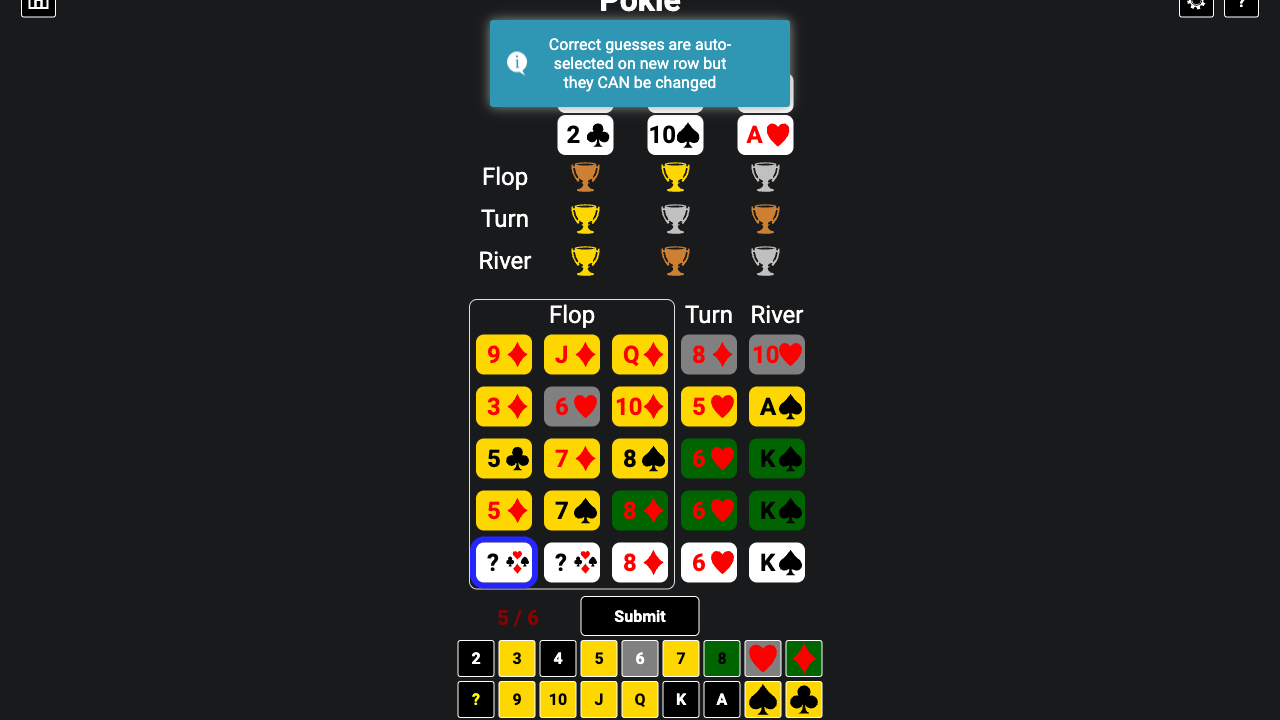 Pokle
?
Correct guesses are auto-
selected on new row but
they CAN be changed
2 10 A
Flop
Turn
River
Flop Turn River
9 J Q 8 10
3 6 10 5 A
5 7 8 6 K
5 7 8 6 K
? ? 8 6 K
5 / 6 Submit
2 3 4 5 6 7 8
? 9 10 J Q K A